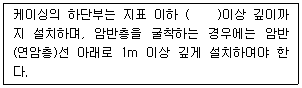 케이싱의 하단부는 지표 이하 (    )이상 깊이까
지 설치하며, 암반층을 굴착하는 경우에는 암반
(연암층)선 아래로 1m 이상 깊게 설치하여야 한
다.